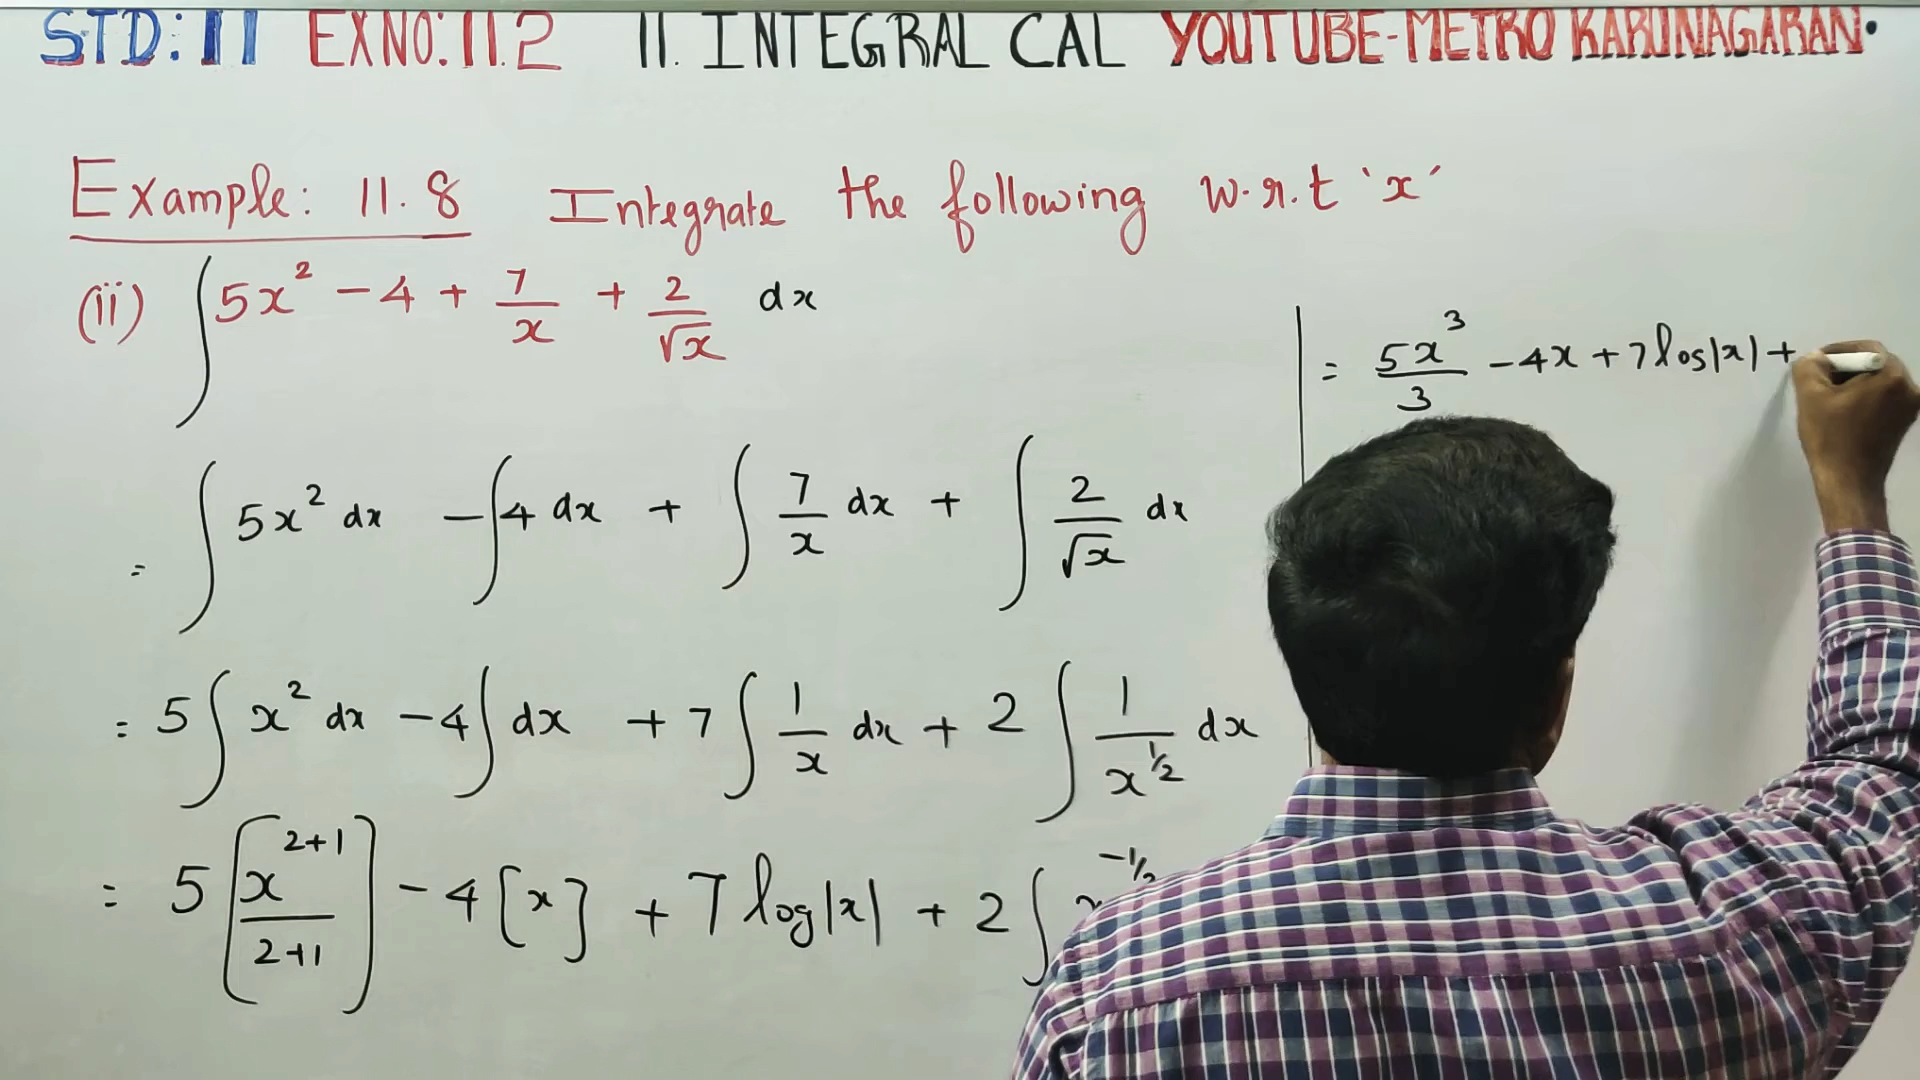 STD: 11 EXNO: 11.2 11. INTEGRAL CAL YOUTUBE-METRO KARUNAGARAN.
Example: 11.8 Integrate the following w.r.t 'x'
(ii) ∫ 5x² - 4 + 7/x + 2/√x dx
= ∫ 5x² dx - ∫ 4 dx + ∫ 7/x dx + ∫ 2/√x dx
= 5 ∫ x² dx - 4 ∫ dx + 7 ∫ 1/x dx + 2 ∫ 1/x^½ dx
= 5 [x^(2+1)/(2+1)] - 4 [x] + 7 log|x| + 2 ∫ x^(-½)
= 5x³/3 - 4x + 7 log|x| +